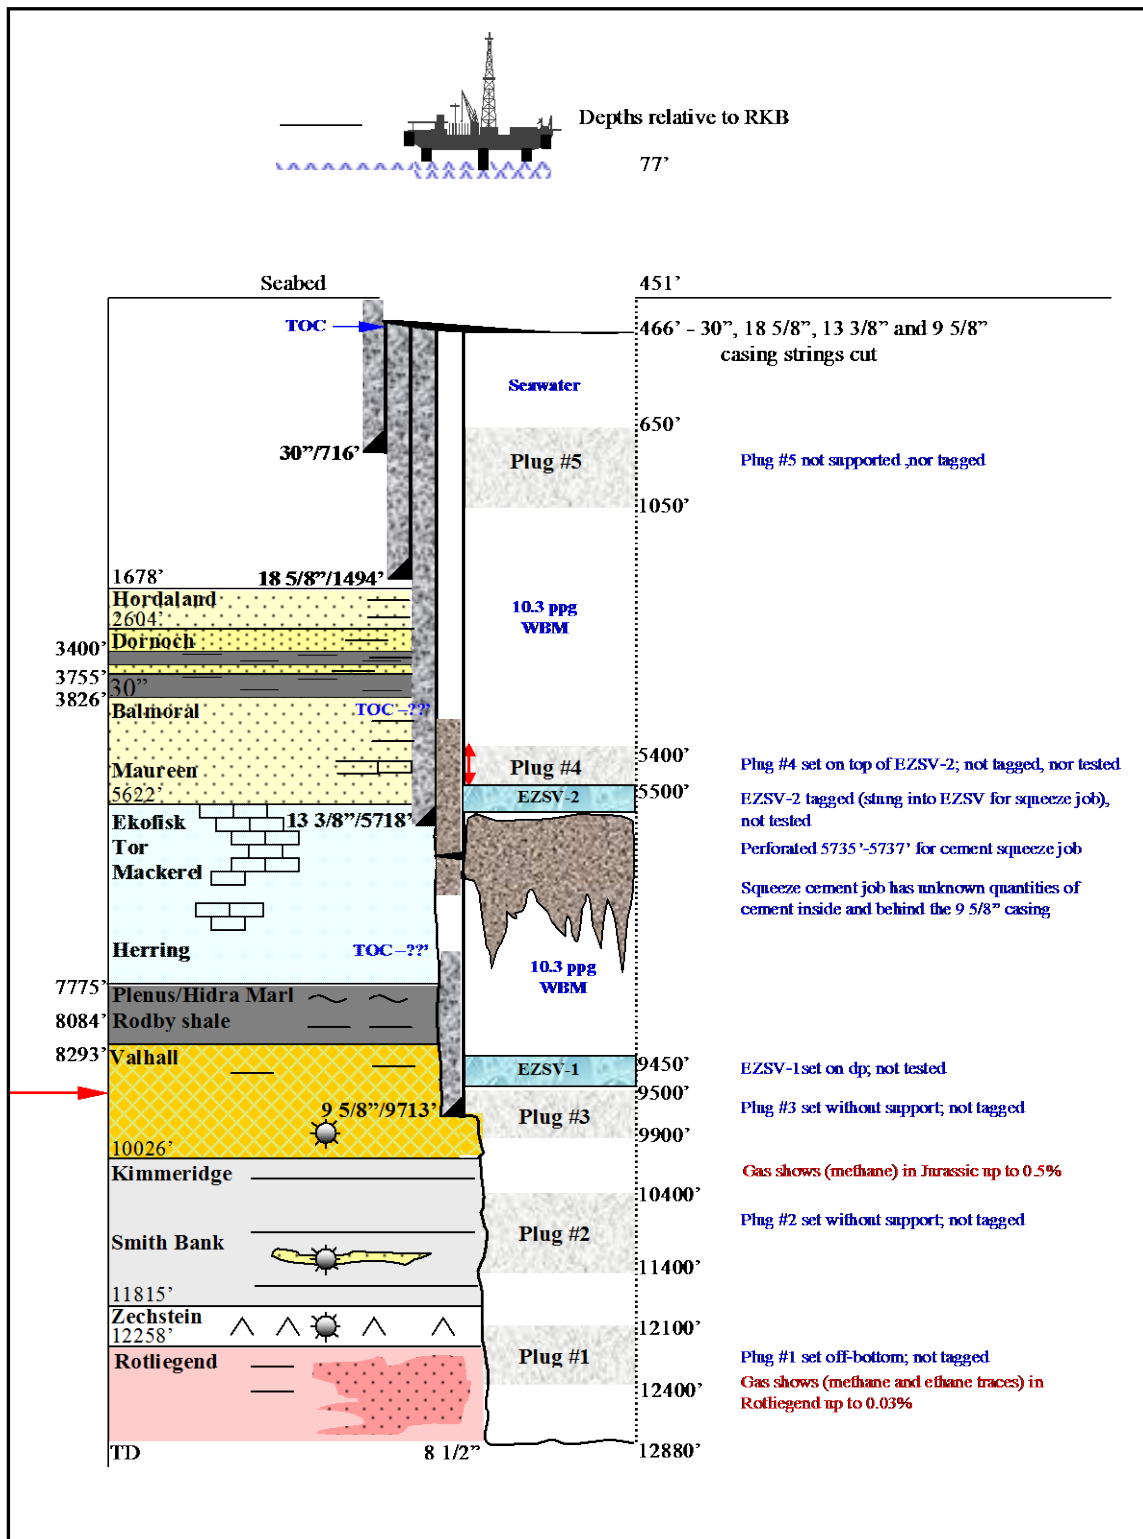 Depths relative to RKB
77’
Seabed
451’
TOC
466’ - 30”, 18 5/8”, 13 3/8” and 9 5/8”
casing strings cut
Seawater
650’
30”/716’
Plug #5
Plug #5 not supported ,nor tagged
1050’
1678’
18 5/8”/1494’
Hordaland
2604’
10.3 ppg
WBM
Dornoch
3400’
3755’
30”
3826’
Balmoral
TOC –??’
5400’
Maureen
Plug #4
Plug #4 set on top of EZSV-2; not tagged, nor tested
5622’
5500’
EZSV-2
EZSV-2 tagged (stung into EZSV for squeeze job),
not tested
Ekofisk
13 3/8”/5718’
Tor
Perforated 5735’-5737’ for cement squeeze job
Mackerel
Squeeze cement job has unknown quantities of
cement inside and behind the 9 5/8” casing
Herring
TOC –??’
10.3 ppg
WBM
7775’
Plenus/Hidra Marl
8084’
Rodby shale
8293’
Valhall
9450’
EZSV-1
EZSV-1set on dp; not tested
9500’
9 5/8”/9713’
Plug #3
Plug #3 set without support; not tagged
9900’
10026’
Kimmeridge
Gas shows (methane) in Jurassic up to 0.5%
10400’
Plug #2
Plug #2 set without support; not tagged
Smith Bank
11400’
11815’
Zechstein
12258’
12100’
Rotliegend
Plug #1
Plug #1 set off-bottom; not tagged
12400’
Gas shows (methane and ethane traces) in
Rotliegend up to 0.03%
TD
8 1/2”
12880’